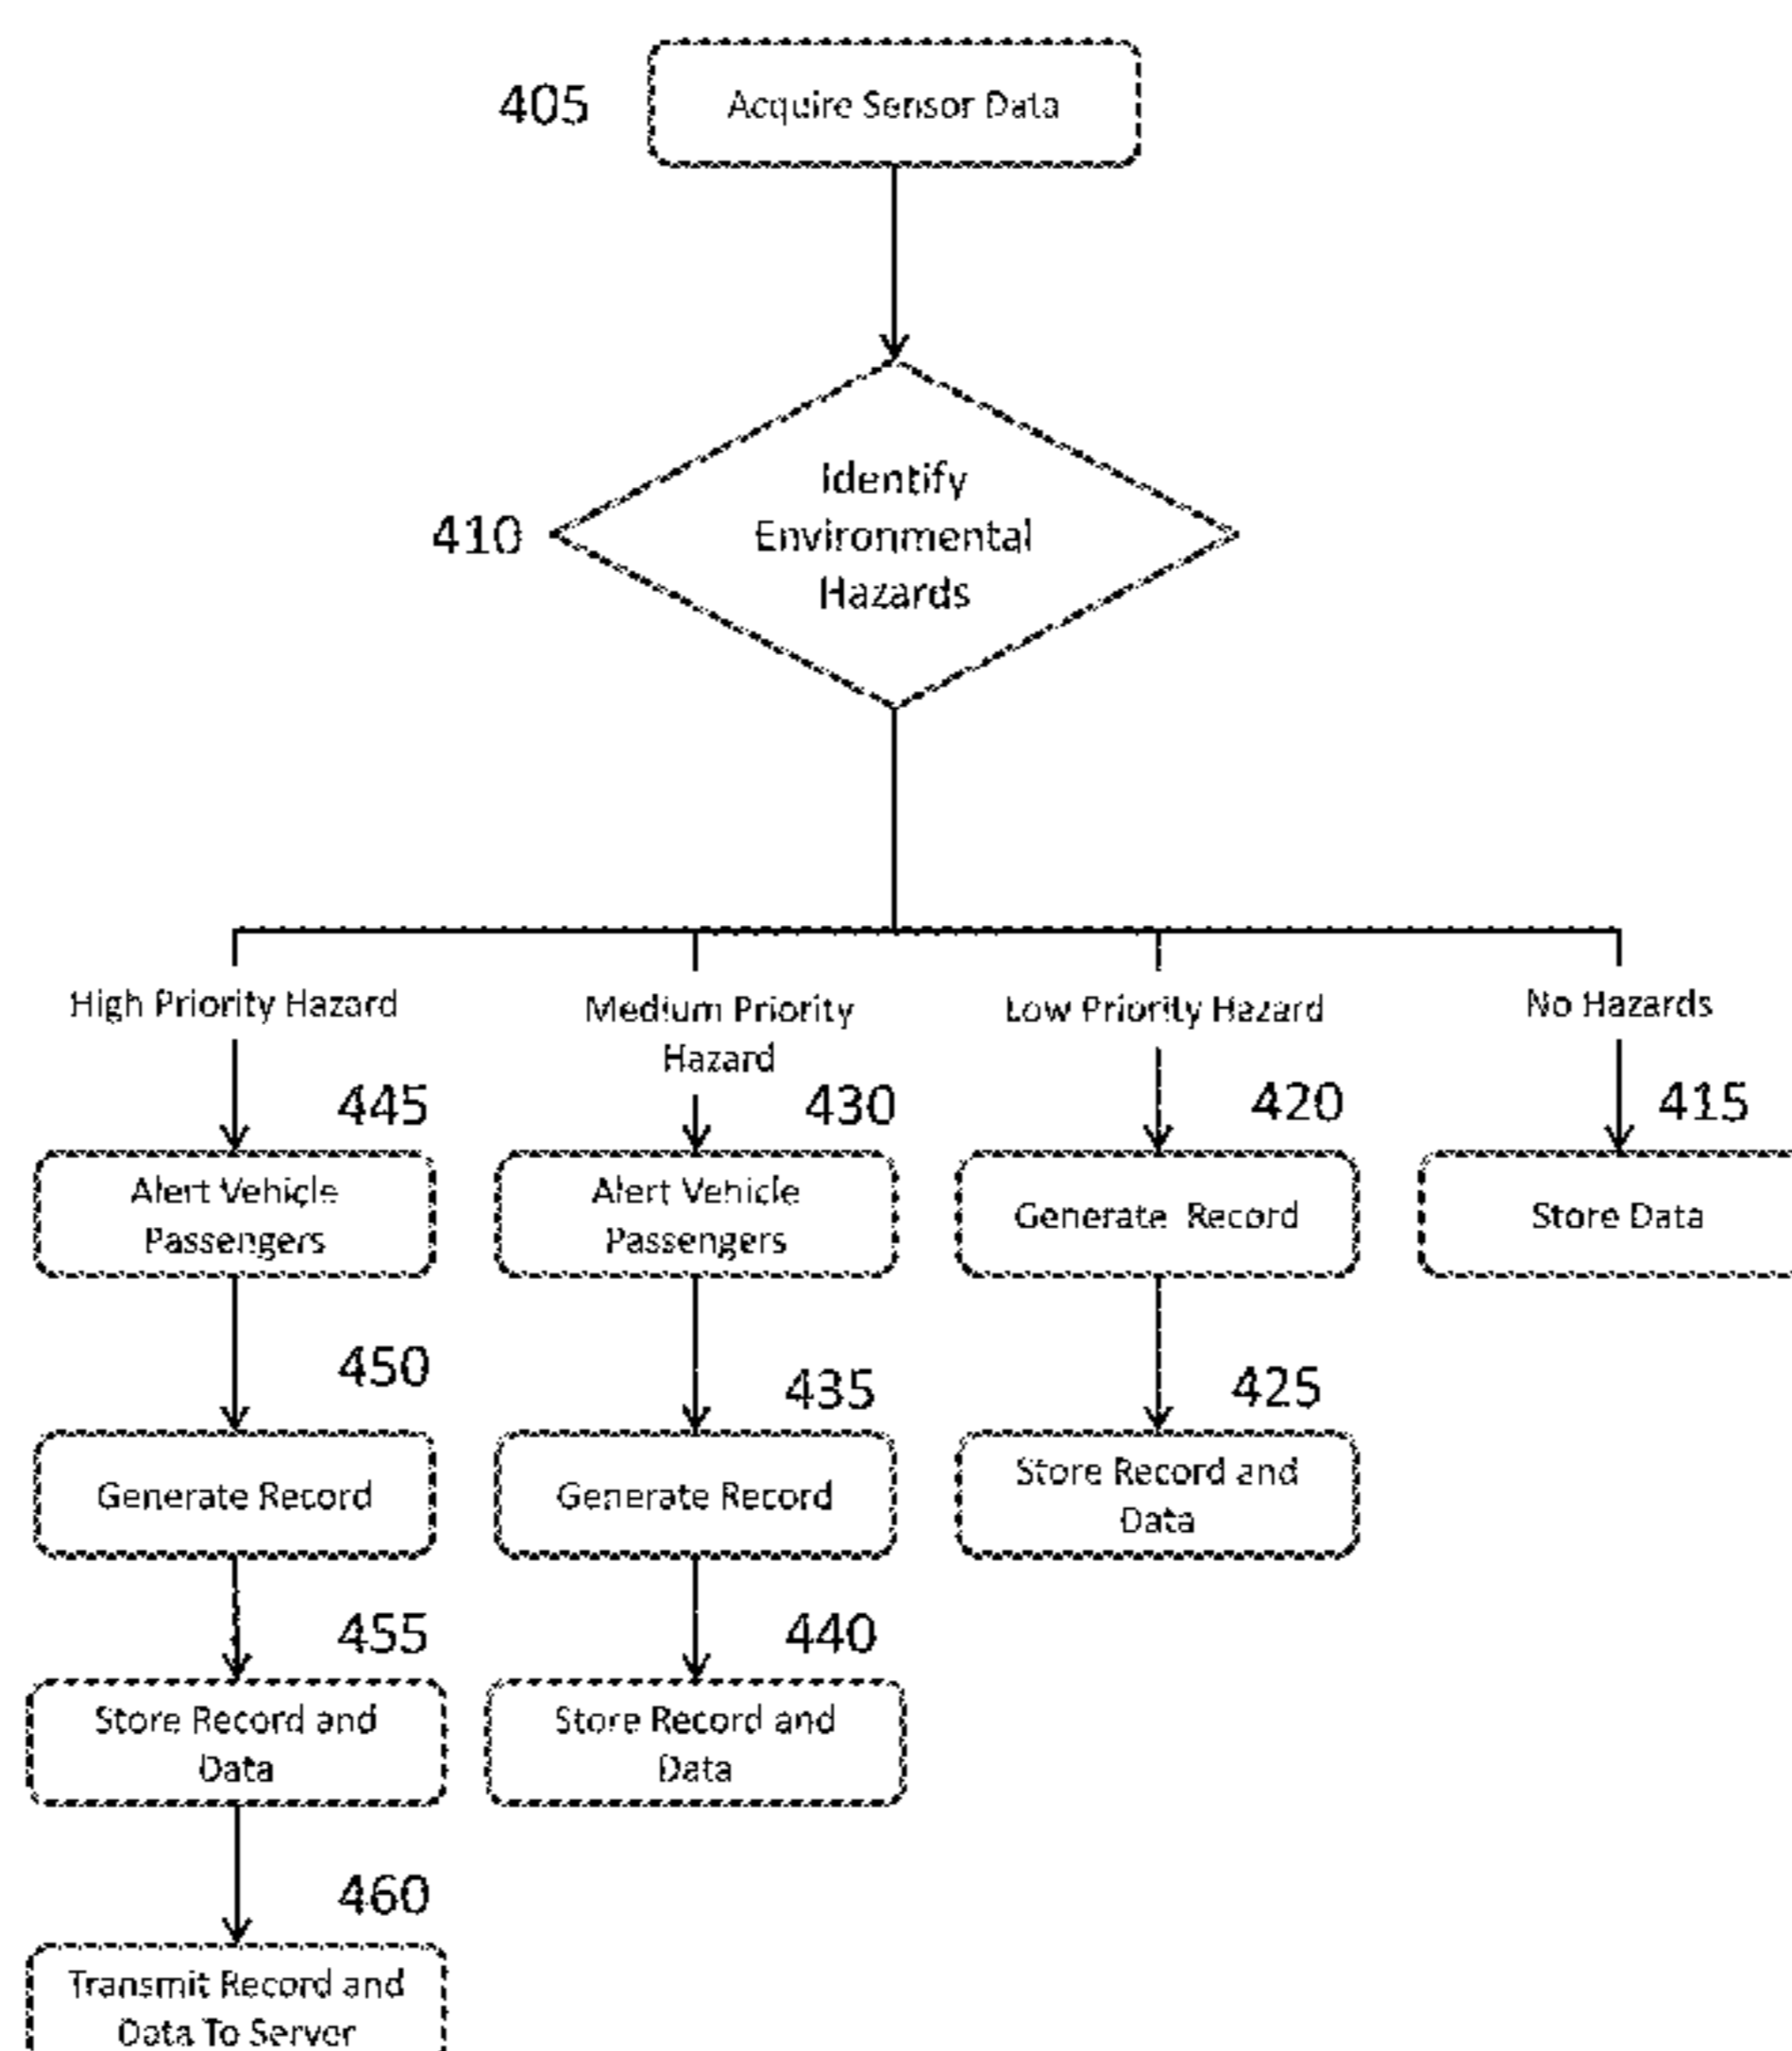 405
Acquire Sensor Data
410
Identify
Environmental
Hazards
High Priority Hazard
Medium Priority
Hazard
Low Priority Hazard
No Hazards
445
430
420
415
Alert Vehicle
Passengers
Alert Vehicle
Passengers
Generate Record
Store Data
450
435
425
Generate Record
Generate Record
Store Record and
Data
455
440
Store Record and
Data
Store Record and
Data
460
Transmit Record and
Data To Server